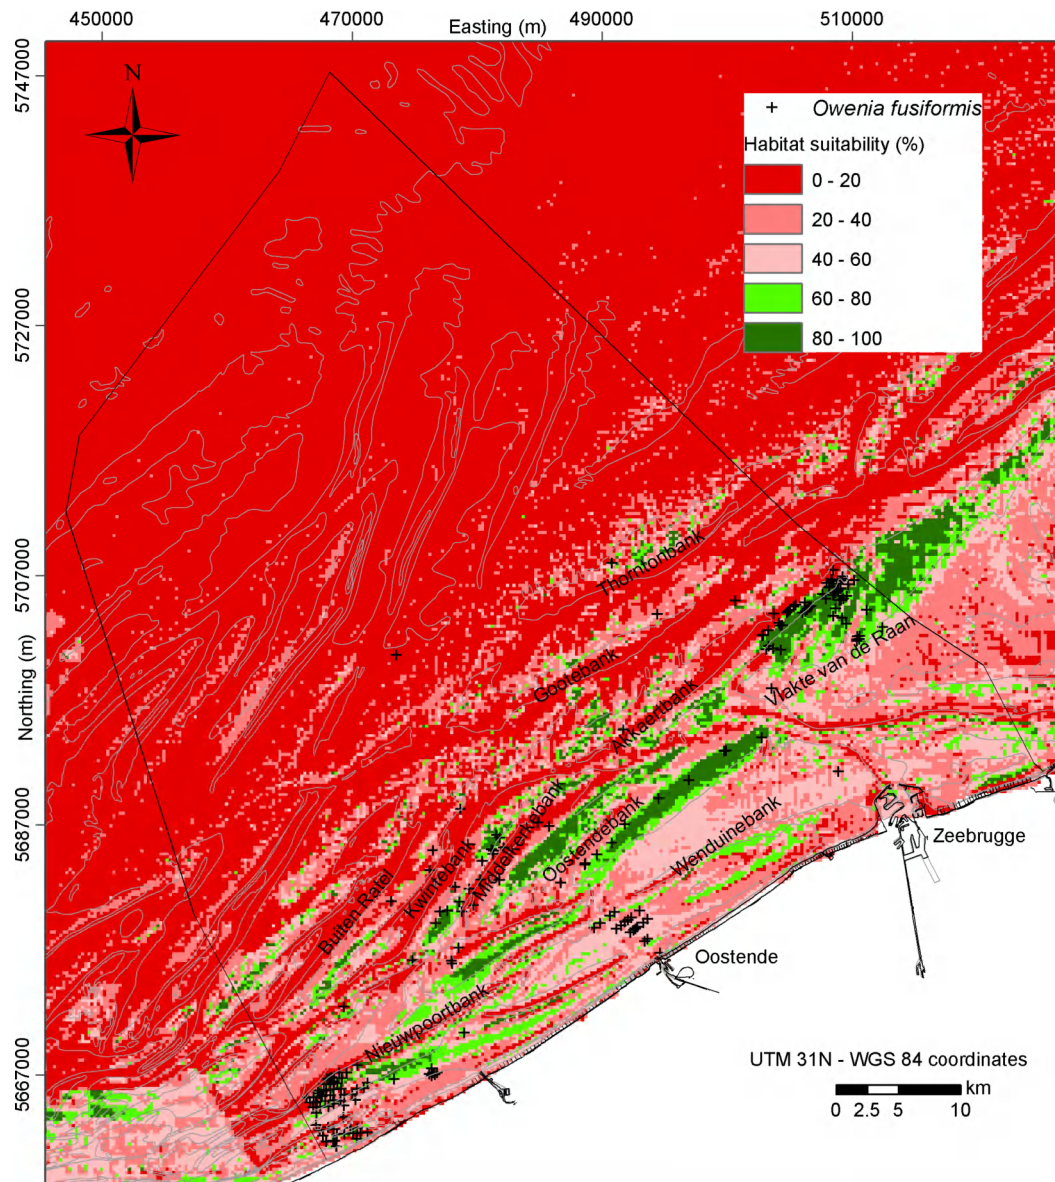 450000
470000
490000
510000
Easting (m)
5747000
5727000
5707000
5687000
5667000
Northing (m)
N
Owenia fusiformis
Habitat suitability (%)
0 - 20
20 - 40
40 - 60
60 - 80
80 - 100
Thorntonbank
Gootebank
Akkaertbank
Vlakte van de Raan
Buiten Ratel
Kwintebank
Middelkerkebank
Oostendebank
Wenduinebank
Nieuwpoortbank
Zeebrugge
Oostende
UTM 31N - WGS 84 coordinates
km
0 2.5 5 10